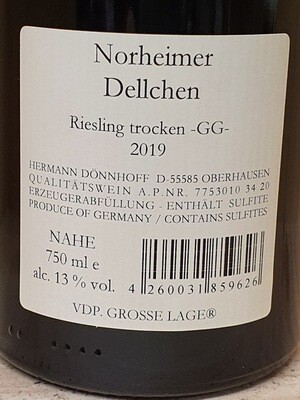 Norheimer
Dellchen
Riesling trocken -GG-
2019
HERMANN DÖNNHOFF D-55585 OBERHAUSEN
QUALITÄTSWEIN A.P.NR. 7753010 34 20
ERZEUGERABFÜLLUNG - ENTHÄLT SULFITE
PRODUCE OF GERMANY / CONTAINS SULFITES
NAHE
750 ml e
alc. 13 % vol.
4 260031 859626
VDP. GROSSE LAGE®